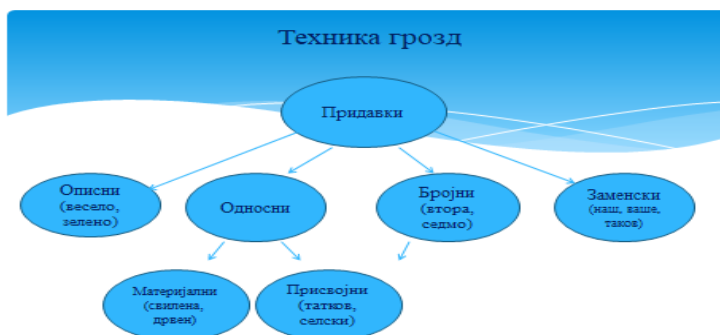 Техника грозд
Придавки
Описни
(весело,
зелено)
Односни
Бројни
(втора,
седмо)
Заменски
(наш, ваше,
таков)
Материјални
(свилена,
дрвен)
Присвојни
(татков,
селски)